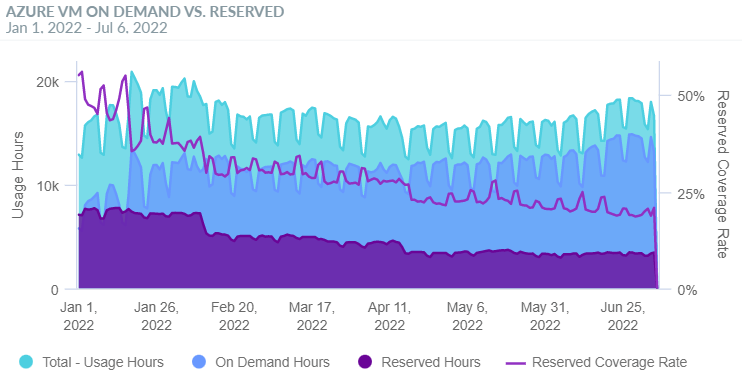 AZURE VM ON DEMAND VS. RESERVED
Jan 1, 2022 - Jul 6, 2022
20k
10k
0
Usage Hours
50%
25%
0%
Reserved Coverage Rate
Jan 1, 2022
Jan 26, 2022
Feb 20, 2022
Mar 17, 2022
Apr 11, 2022
May 6, 2022
May 31, 2022
Jun 25, 2022
Total - Usage Hours
On Demand Hours
Reserved Hours
Reserved Coverage Rate